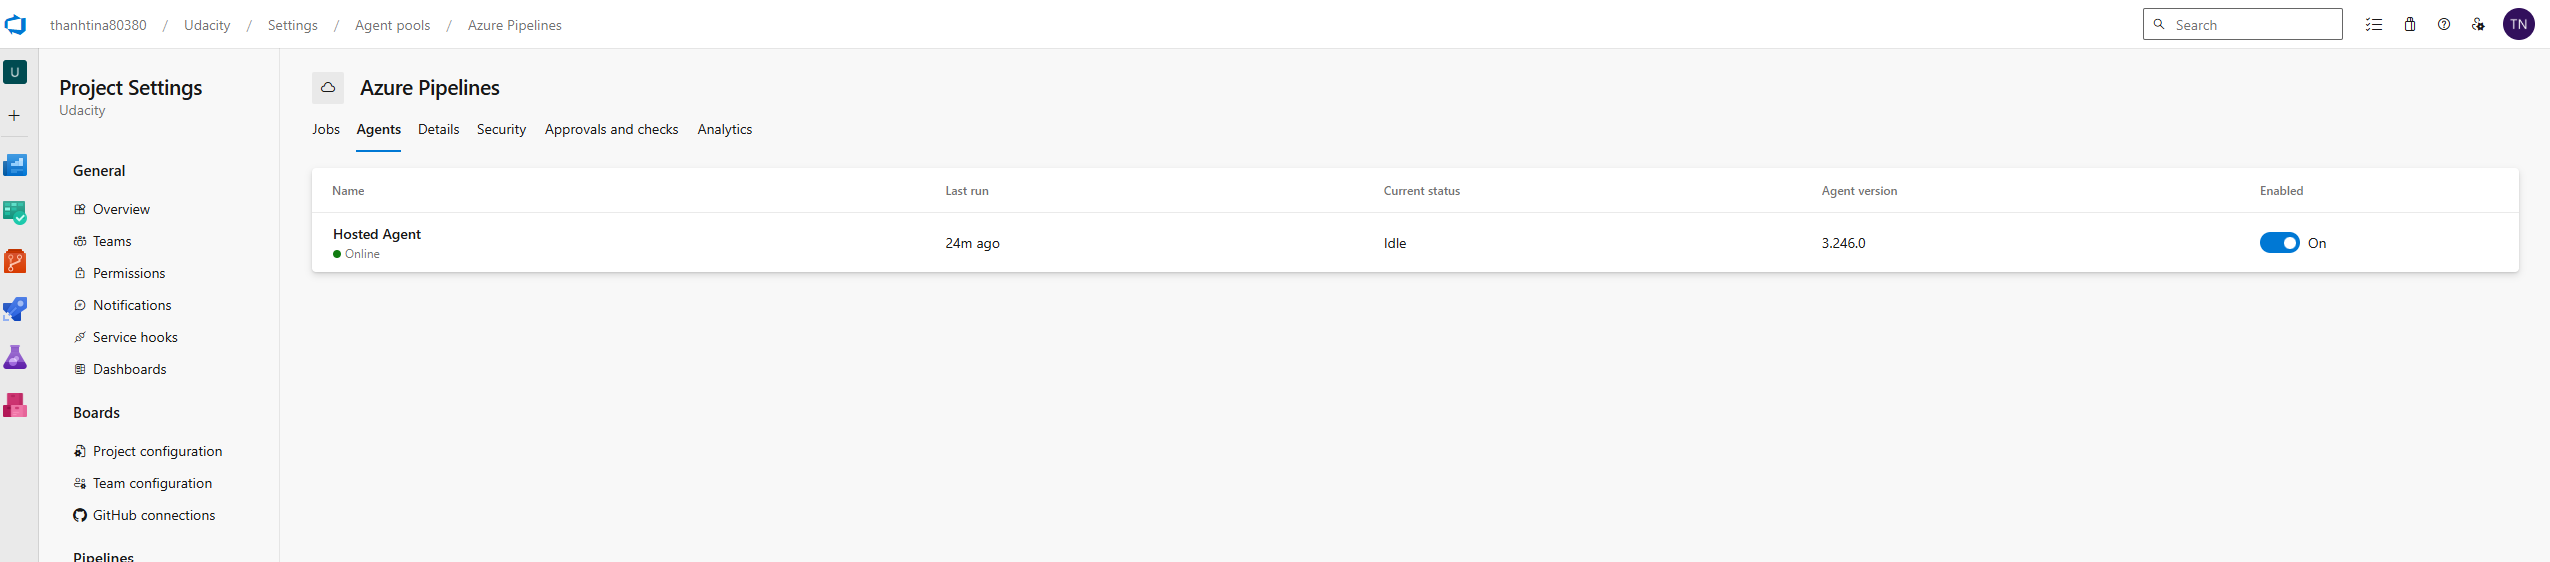 thanhtina80380 / Udacity / Settings / Agent pools / Azure Pipelines
Search
TN
U
Project Settings
Udacity
General
Overview
Teams
Permissions
Notifications
Service hooks
Dashboards
Boards
Project configuration
Team configuration
GitHub connections
Pipelines
Azure Pipelines
Jobs Agents Details Security Approvals and checks Analytics
Name Last run Current status Agent version Enabled
Hosted Agent
Online
24m ago Idle 3.246.0 On